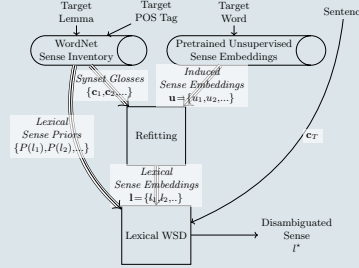 Target
Lemma
Target
POS Tag
Target
Word
Sentenc
WordNet
Sense Inventory
Pretrained Unsupervised
Sense Embeddings
Synset Glosses
{c₁,c₂,...}
Induced
Sense Embeddings
u={u₁,u₂,...}
Lexical
Sense Priors
{P(l₁),P(l₂),...}
Refitting
c_T
Lexical
Sense Embeddings
l={l₁,l₂,..}
Lexical WSD
Disambiguated
Sense
l*